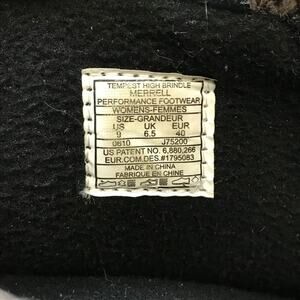 TEMPEST HIGH BRINDLE
MERRELL
PERFORMANCE FOOTWEAR
WOMENS-FEMMES
SIZE-GRANDEUR
US UK EUR
9 6.5 40
0610 J75200
US PATENT NO. 6,880,266
EUR.COM.DES.#1795083
MADE IN CHINA
FABRIQUE EN CHINE